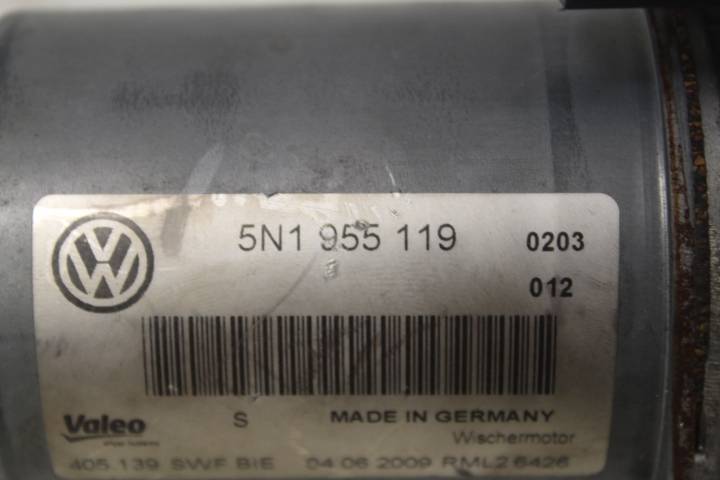 5N1 955 119 0203
012
Valeo S MADE IN GERMANY
Wischermotor
405.139 SWF BIE 04 06 2009 RML2 6426